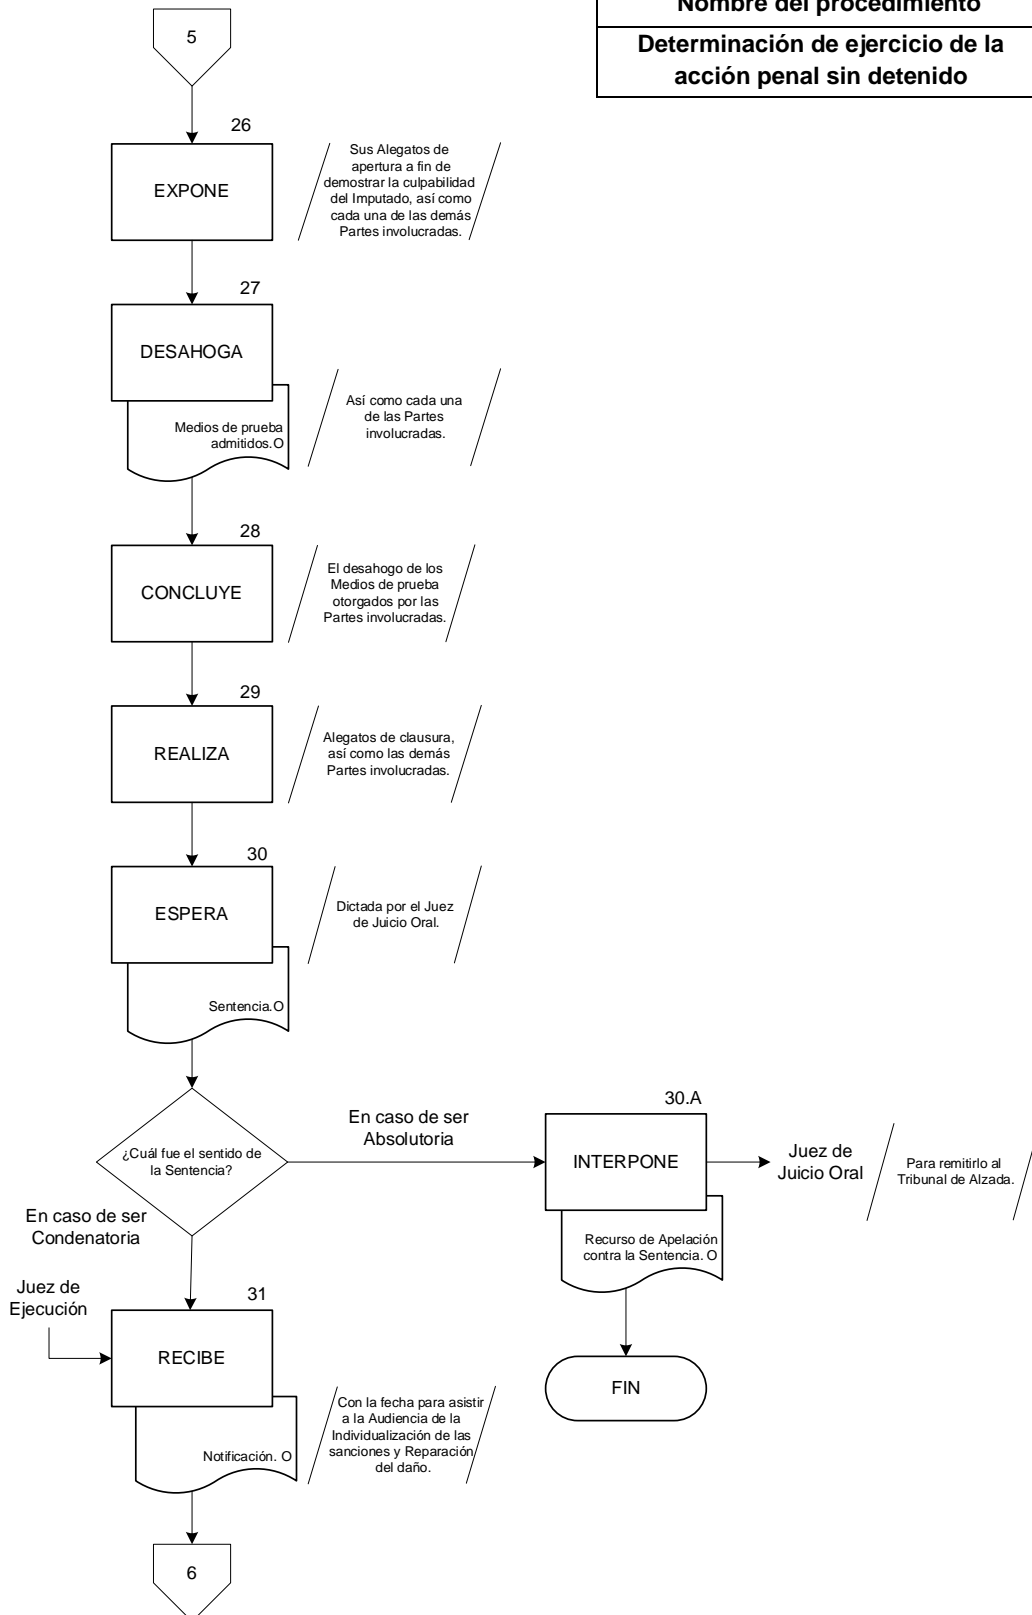 Nombre del procedimiento
Determinación de ejercicio de la
acción penal sin detenido
5
26
EXPONE
Sus Alegatos de
apertura a fin de
demostrar la culpabilidad
del Imputado, así como
cada una de las demás
Partes involucradas.
27
DESAHOGA
Medios de prueba
admitidos.O
Así como cada una
de las Partes
involucradas.
28
CONCLUYE
El desahogo de los
Medios de prueba
otorgados por las
Partes involucradas.
29
REALIZA
Alegatos de clausura,
así como las demás
Partes involucradas.
30
ESPERA
Sentencia.O
Dictada por el Juez
de Juicio Oral.
¿Cuál fue el sentido de
la Sentencia?
En caso de ser
Absolutoria
30.A
INTERPONE
Recurso de Apelación
contra la Sentencia. O
Juez de
Juicio Oral
Para remitirlo al
Tribunal de Alzada.
FIN
En caso de ser
Condenatoria
Juez de
Ejecución
31
RECIBE
Notificación. O
Con la fecha para asistir
a la Audiencia de la
Individualización de las
sanciones y Reparación
del daño.
6